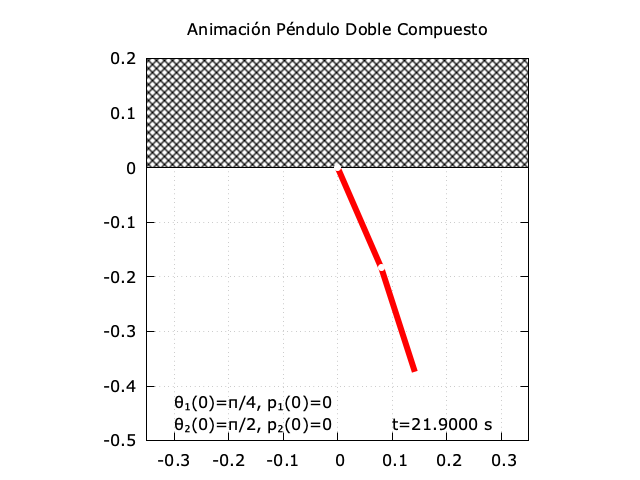 Animación Péndulo Doble Compuesto
0.2
0.1
0
-0.1
-0.2
-0.3
-0.4
-0.5
θ₁(0)=π/4, p₁(0)=0
θ₂(0)=π/2, p₂(0)=0
t=21.9000 s
-0.3 -0.2 -0.1 0 0.1 0.2 0.3